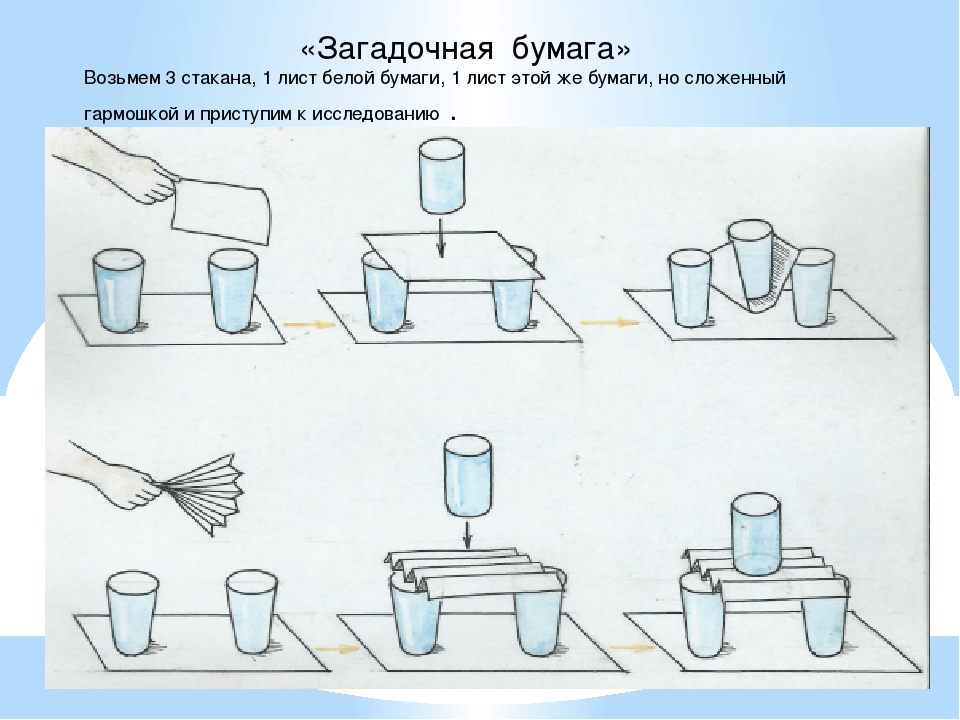 «Загадочная бумага»
Возьмем 3 стакана, 1 лист белой бумаги, 1 лист этой же бумаги, но сложенный
гармошкой и приступим к исследованию .